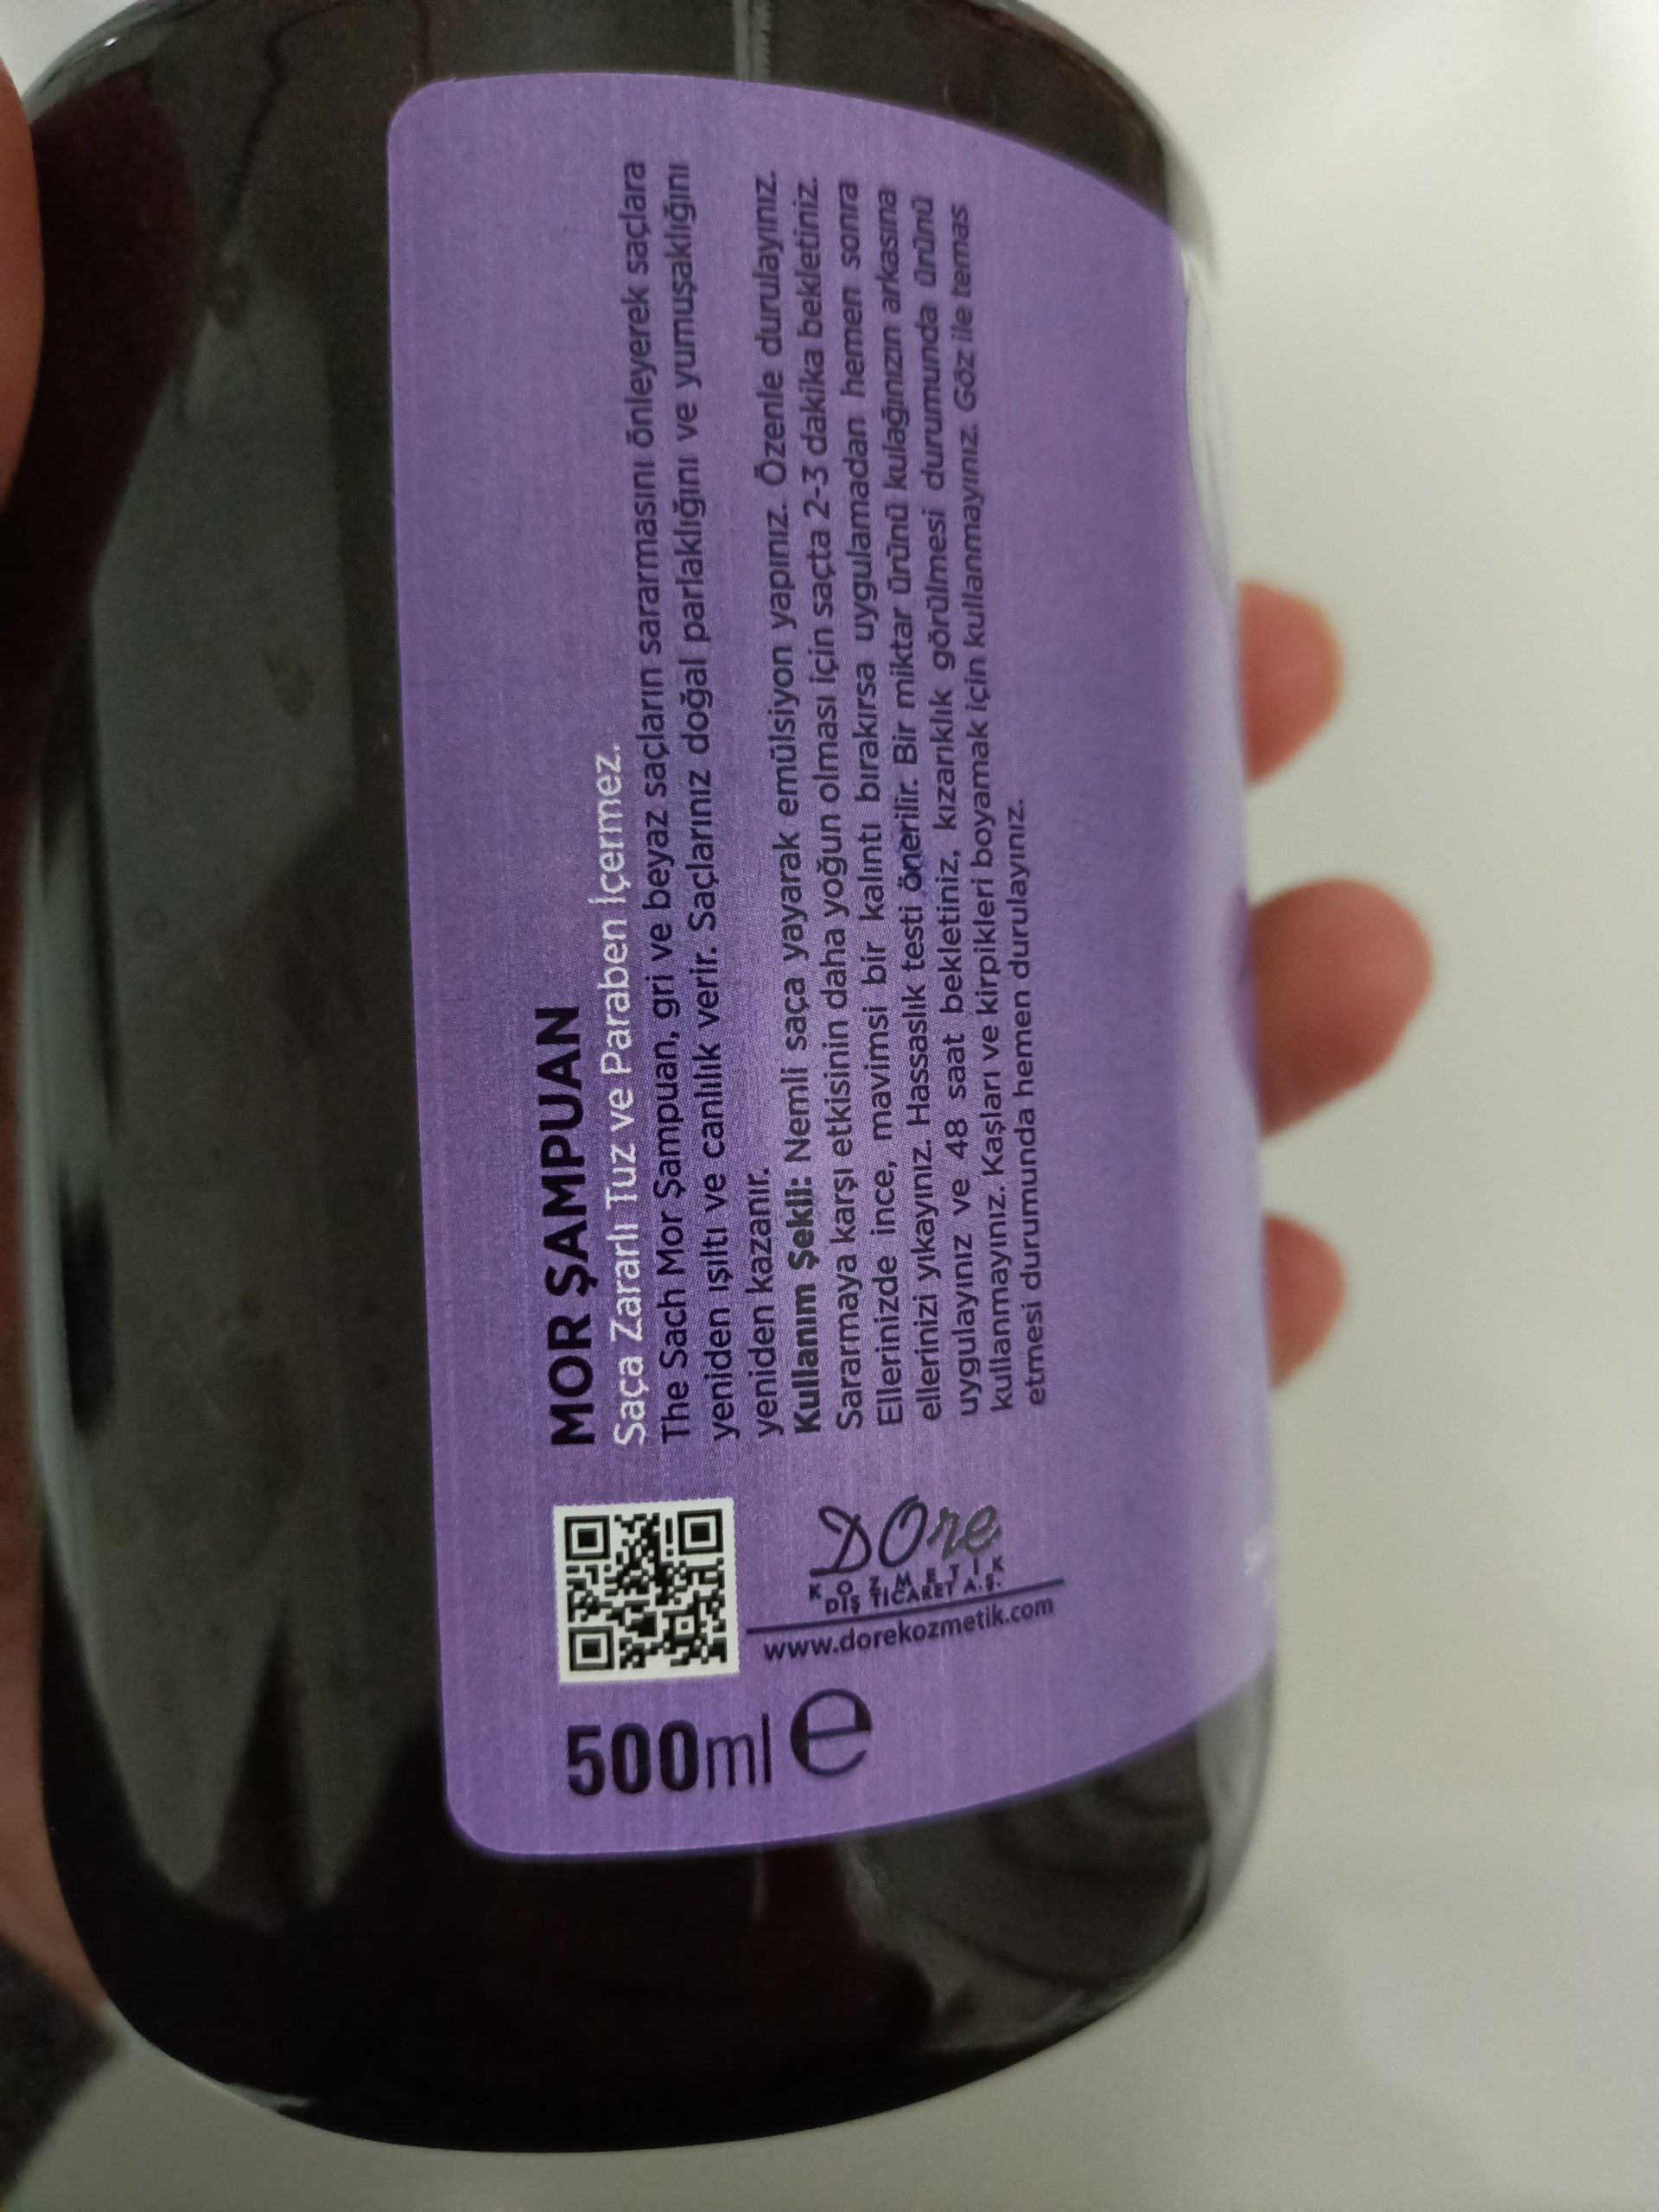 MOR ŞAMPUAN
Saça Zararlı Tuz ve Paraben İçermez.
The Sach Mor Şampuan, gri ve beyaz saçların sararmasını önleyerek saçlara
yeniden ışıltı ve canlılık verir. Saçlarınız doğal parlaklığını ve yumuşaklığını
yeniden kazanır.
Kullanım Şekli: Nemli saça yayarak emülsiyon yapınız. Özenle durulayınız.
Sararmaya karşı etkisinin daha yoğun olması için saçta 2-3 dakika bekletiniz.
Ellerinizde ince, mavimsi bir kalıntı bırakırsa uygulamadan hemen sonra
ellerinizi yıkayınız. Hassaslık testi önerilir. Bir miktar ürünü kulağınızın arkasına
uygulayınız ve 48 saat bekletiniz, kızarıklık görülmesi durumunda ürünü
kullanmayınız. Kaşları ve kirpikleri boyamak için kullanmayınız. Göz ile temas
etmesi durumunda hemen durulayınız.
DOre
KOZMETİK
DIŞ TİCARET A.Ş.
www.dorekozmetik.com
500ml e